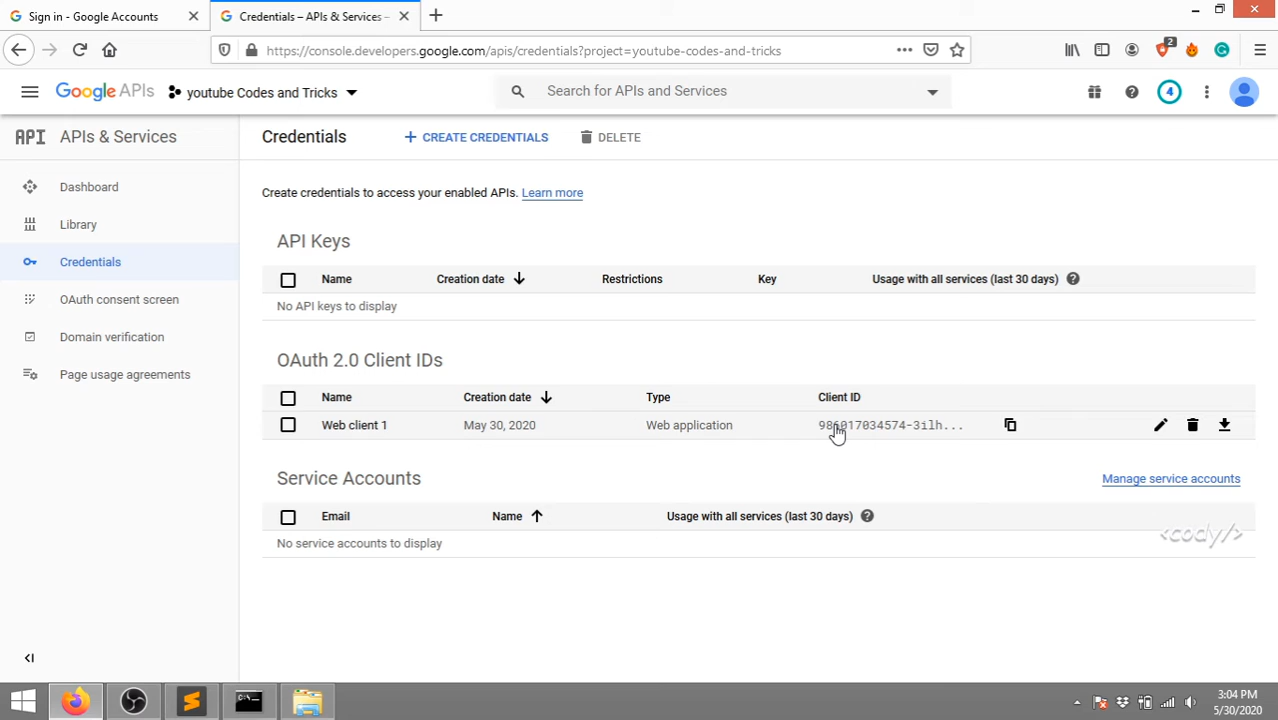 Sign in - Google Accounts
Credentials – APIs & Services –
https://console.developers.google.com/apis/credentials?project=youtube-codes-and-tricks
2
Google APIs
youtube Codes and Tricks
Search for APIs and Services
4
API APIs & Services
Credentials
CREATE CREDENTIALS
DELETE
Dashboard
Library
Credentials
OAuth consent screen
Domain verification
Page usage agreements
Create credentials to access your enabled APIs. Learn more
API Keys
Name Creation date Restrictions Key Usage with all services (last 30 days)
No API keys to display
OAuth 2.0 Client IDs
Name Creation date Type Client ID
Web client 1 May 30, 2020 Web application
Service Accounts
Manage service accounts
Email Name Usage with all services (last 30 days)
No service accounts to display
<cody/>
3:04 PM
5/30/2020